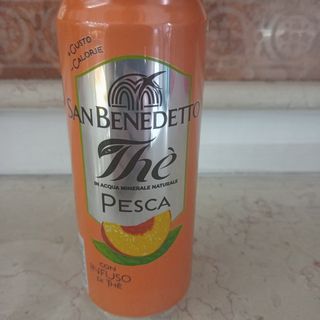 + GUSTO
- CALORIE
SAN BENEDETTO
Thè
IN ACQUA MINERALE NATURALE
PESCA
CON
INFUSO
DI THÈ